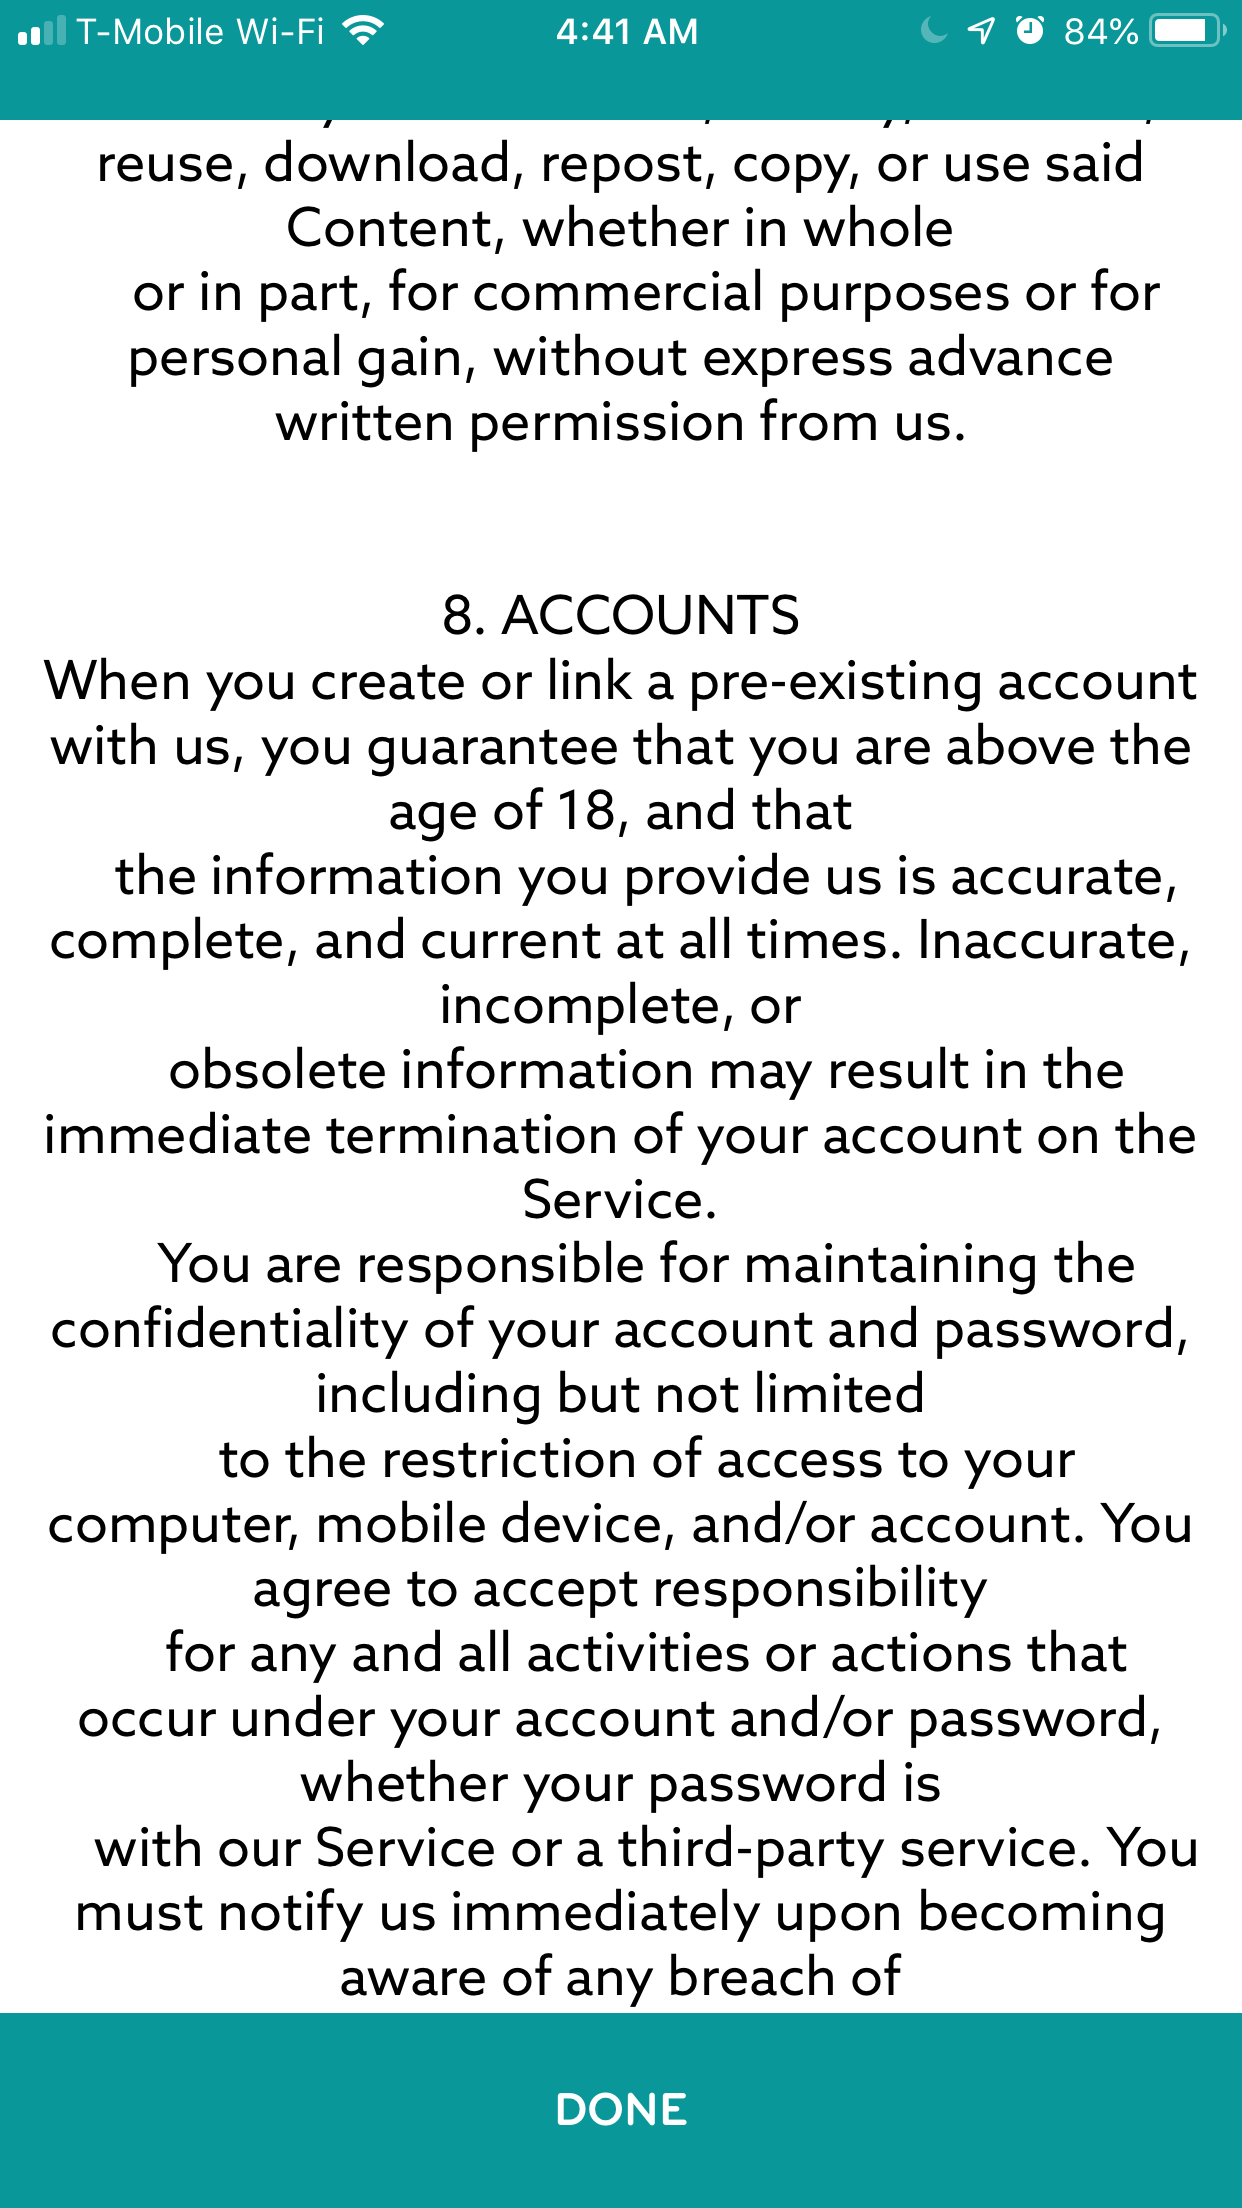 T-Mobile Wi-Fi 4:41 AM 84%
reuse, download, repost, copy, or use said
Content, whether in whole
or in part, for commercial purposes or for
personal gain, without express advance
written permission from us.
8. ACCOUNTS
When you create or link a pre-existing account
with us, you guarantee that you are above the
age of 18, and that
the information you provide us is accurate,
complete, and current at all times. Inaccurate,
incomplete, or
obsolete information may result in the
immediate termination of your account on the
Service.
You are responsible for maintaining the
confidentiality of your account and password,
including but not limited
to the restriction of access to your
computer, mobile device, and/or account. You
agree to accept responsibility
for any and all activities or actions that
occur under your account and/or password,
whether your password is
with our Service or a third-party service. You
must notify us immediately upon becoming
aware of any breach of
DONE